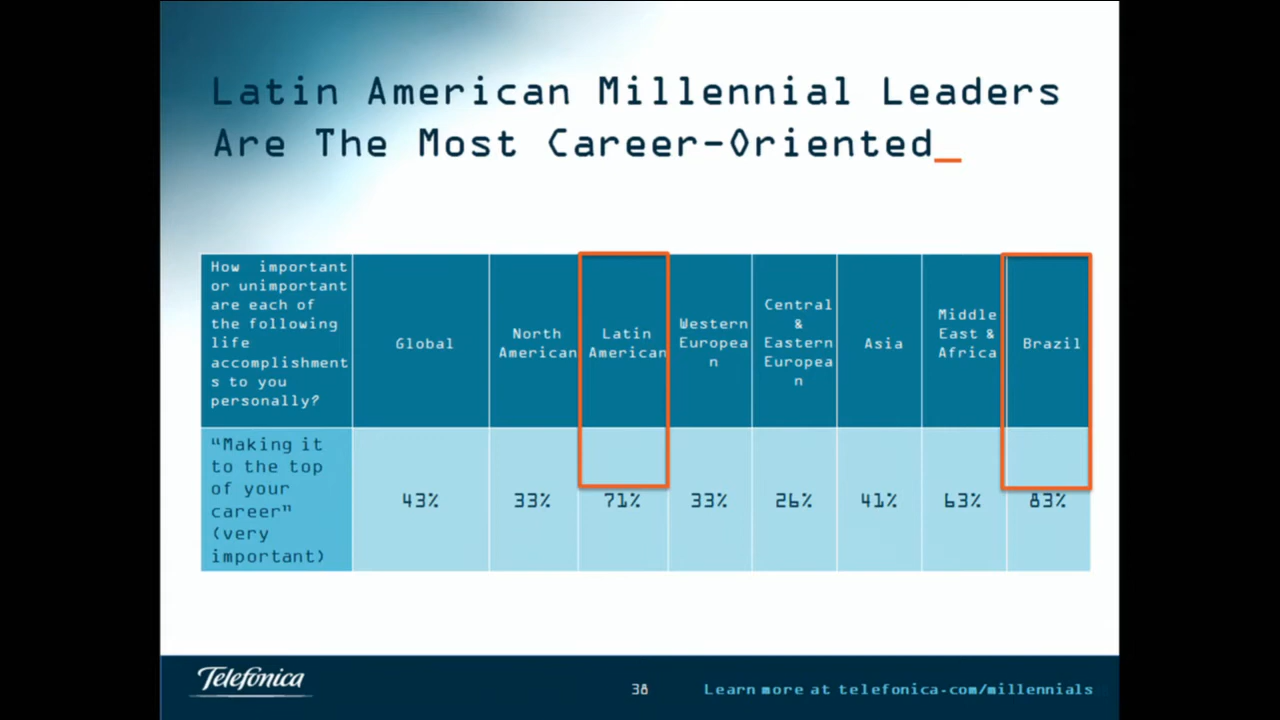 Latin American Millennial Leaders
Are The Most Career-Oriented_
How important
or unimportant
are each of
the following
life
accomplishment
s to you
personally?
Global
North
American
Latin
American
Western
Europea
n
Central
&
Eastern
Europea
n
Asia
Middle
East &
Africa
Brazil
“Making it
to the top
of your
career”
(very
important)
43%
33%
71%
33%
26%
41%
63%
83%
Telefónica
38
Learn more at telefonica.com/millennials